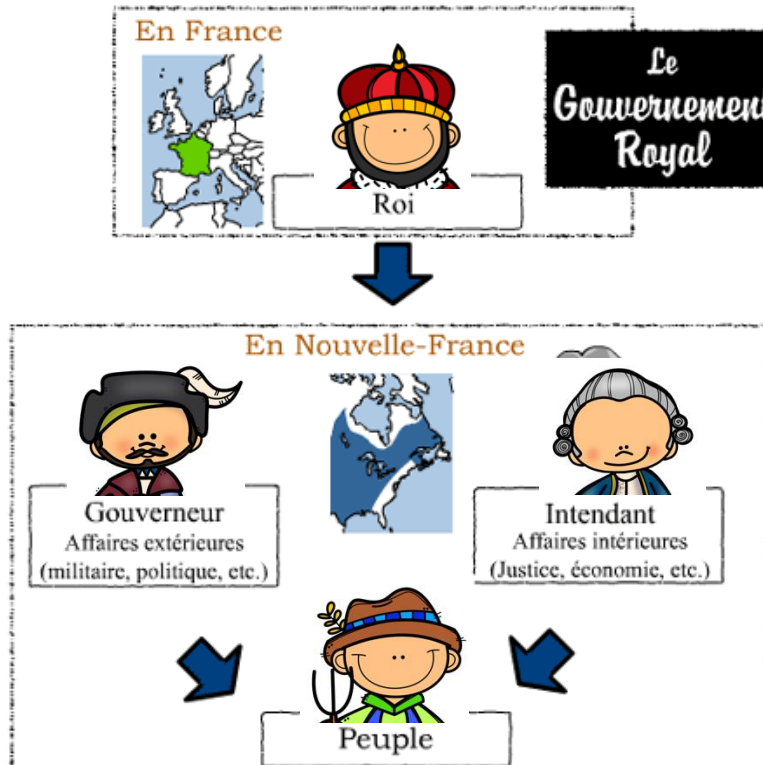 En France
Le
Gouvernement
Royal
Roi
En Nouvelle-France
Gouverneur
Affaires extérieures
(militaire, politique, etc.)
Intendant
Affaires intérieures
(Justice, économie, etc.)
Peuple